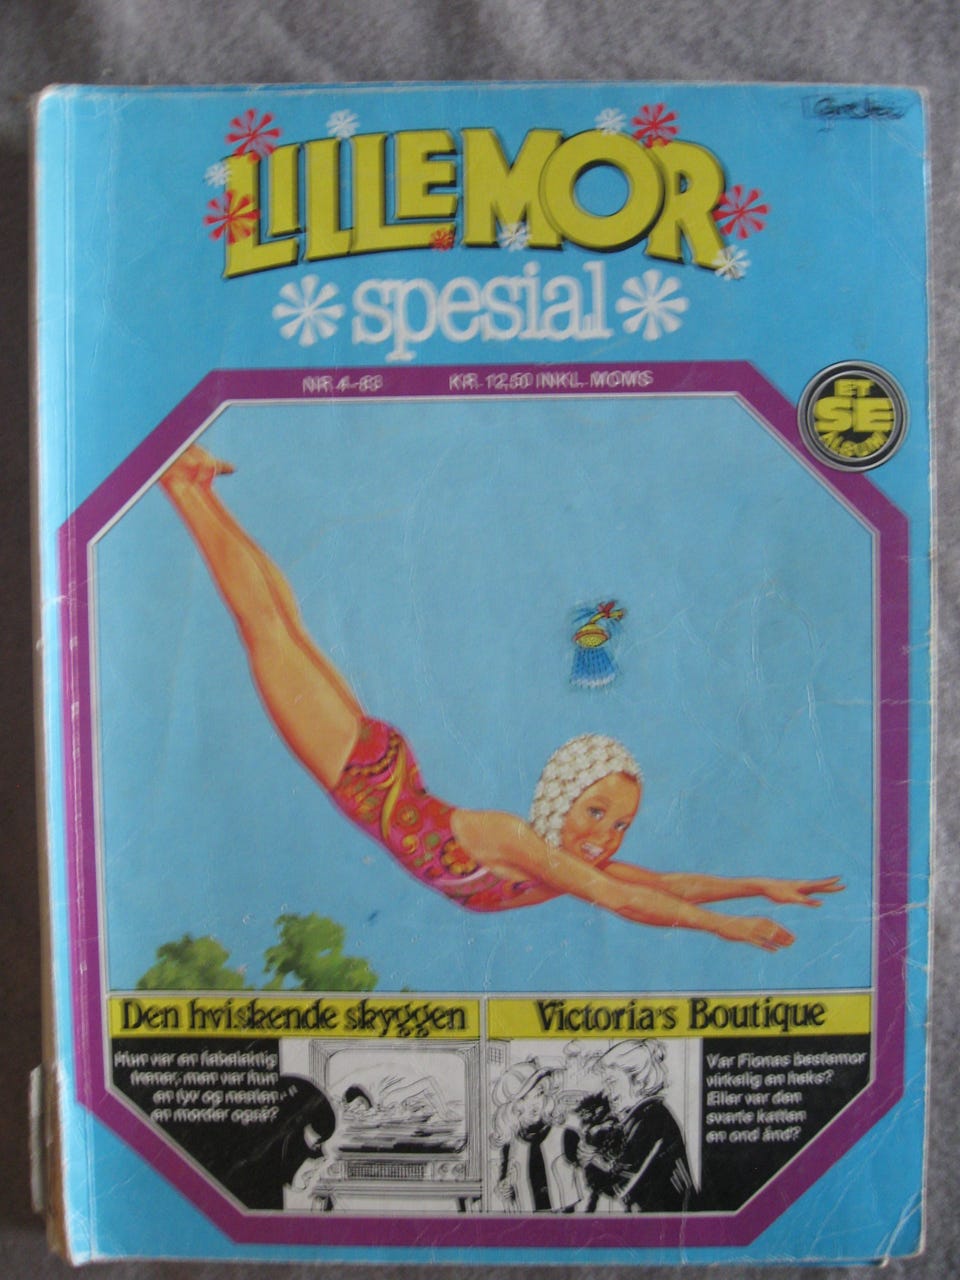 LILLEMOR
spesial
NR. 4-83 KR. 12,50 INKL. MOMS
ET
SE
ALBUM
Den hviskende skyggen
Hun var en fabelaktig
trener, men var hun
en tyv og nesten
en morder også?
Victoria's Boutique
Var Fionas bestemor
virkelig en heks?
Eller var den
svarte katten
en ond ånd?